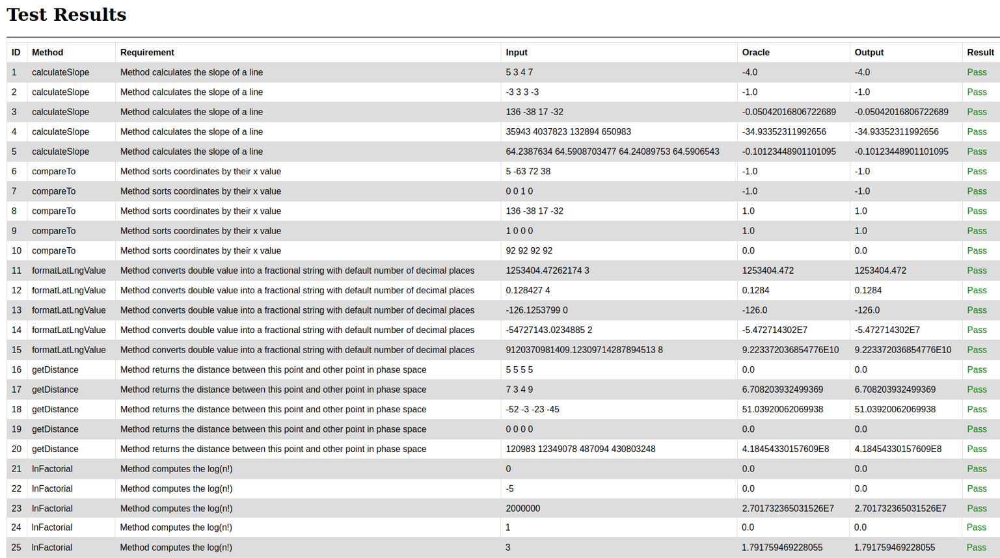 Test Results
ID Method Requirement Input Oracle Output Result
1 calculateSlope Method calculates the slope of a line 5 3 4 7 -4.0 -4.0 Pass
2 calculateSlope Method calculates the slope of a line -3 3 3 -3 -1.0 -1.0 Pass
3 calculateSlope Method calculates the slope of a line 136 -38 17 -32 -0.05042016806722689 -0.05042016806722689 Pass
4 calculateSlope Method calculates the slope of a line 35943 4037823 132894 650983 -34.93352311992656 -34.93352311992656 Pass
5 calculateSlope Method calculates the slope of a line 64.2387634 64.5908703477 64.24089753 64.5906543 -0.10123448901101095 -0.10123448901101095 Pass
6 compareTo Method sorts coordinates by their x value 5 -63 72 38 -1.0 -1.0 Pass
7 compareTo Method sorts coordinates by their x value 0 0 1 0 -1.0 -1.0 Pass
8 compareTo Method sorts coordinates by their x value 136 -38 17 -32 1.0 1.0 Pass
9 compareTo Method sorts coordinates by their x value 1 0 0 0 1.0 1.0 Pass
10 compareTo Method sorts coordinates by their x value 92 92 92 92 0.0 0.0 Pass
11 formatLatLngValue Method converts double value into a fractional string with default number of decimal places 1253404.47262174 3 1253404.472 1253404.472 Pass
12 formatLatLngValue Method converts double value into a fractional string with default number of decimal places 0.128427 4 0.1284 0.1284 Pass
13 formatLatLngValue Method converts double value into a fractional string with default number of decimal places -126.1253799 0 -126.0 -126.0 Pass
14 formatLatLngValue Method converts double value into a fractional string with default number of decimal places -54727143.0234885 2 -5.472714302E7 -5.472714302E7 Pass
15 formatLatLngValue Method converts double value into a fractional string with default number of decimal places 9120370981409.12309714287894513 8 9.223372036854776E10 9.223372036854776E10 Pass
16 getDistance Method returns the distance between this point and other point in phase space 5 5 5 5 0.0 0.0 Pass
17 getDistance Method returns the distance between this point and other point in phase space 7 3 4 9 6.708203932499369 6.708203932499369 Pass
18 getDistance Method returns the distance between this point and other point in phase space -52 -3 -23 -45 51.03920062069938 51.03920062069938 Pass
19 getDistance Method returns the distance between this point and other point in phase space 0 0 0 0 0.0 0.0 Pass
20 getDistance Method returns the distance between this point and other point in phase space 120983 12349078 487094 430803248 4.18454330157609E8 4.18454330157609E8 Pass
21 lnFactorial Method computes the log(n!) 0 0.0 0.0 Pass
22 lnFactorial Method computes the log(n!) -5 0.0 0.0 Pass
23 lnFactorial Method computes the log(n!) 2000000 2.701732365031526E7 2.701732365031526E7 Pass
24 lnFactorial Method computes the log(n!) 1 0.0 0.0 Pass
25 lnFactorial Method computes the log(n!) 3 1.791759469228055 1.791759469228055 Pass